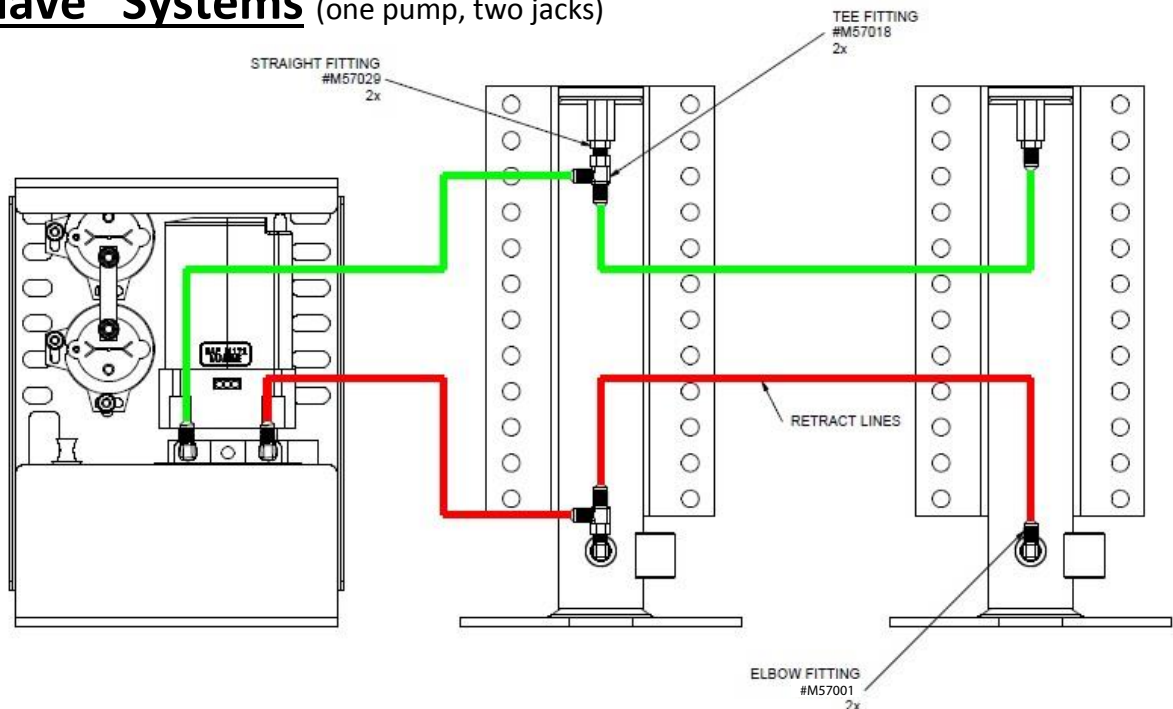 lave" Systems (one pump, two jacks)
TEE FITTING
#M57018
2x
STRAIGHT FITTING
#M57029
2x
RETRACT LINES
ELBOW FITTING
#M57001
2x